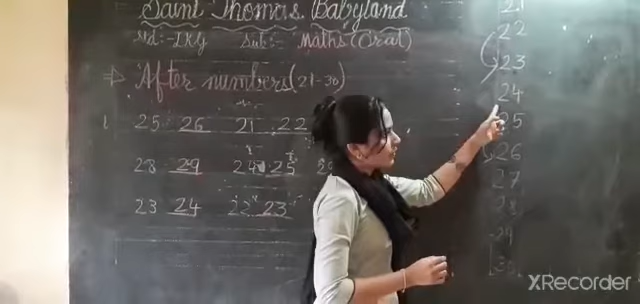 Saint Thomas Babyland
Std:- LKG Sub:- Maths (Oral)
⇒ After numbers (21-30)
1 25 26 21 22
28 29 24 25
23 24 22 23
21
22
23
24
25
26
27
28
29
30
XRecorder